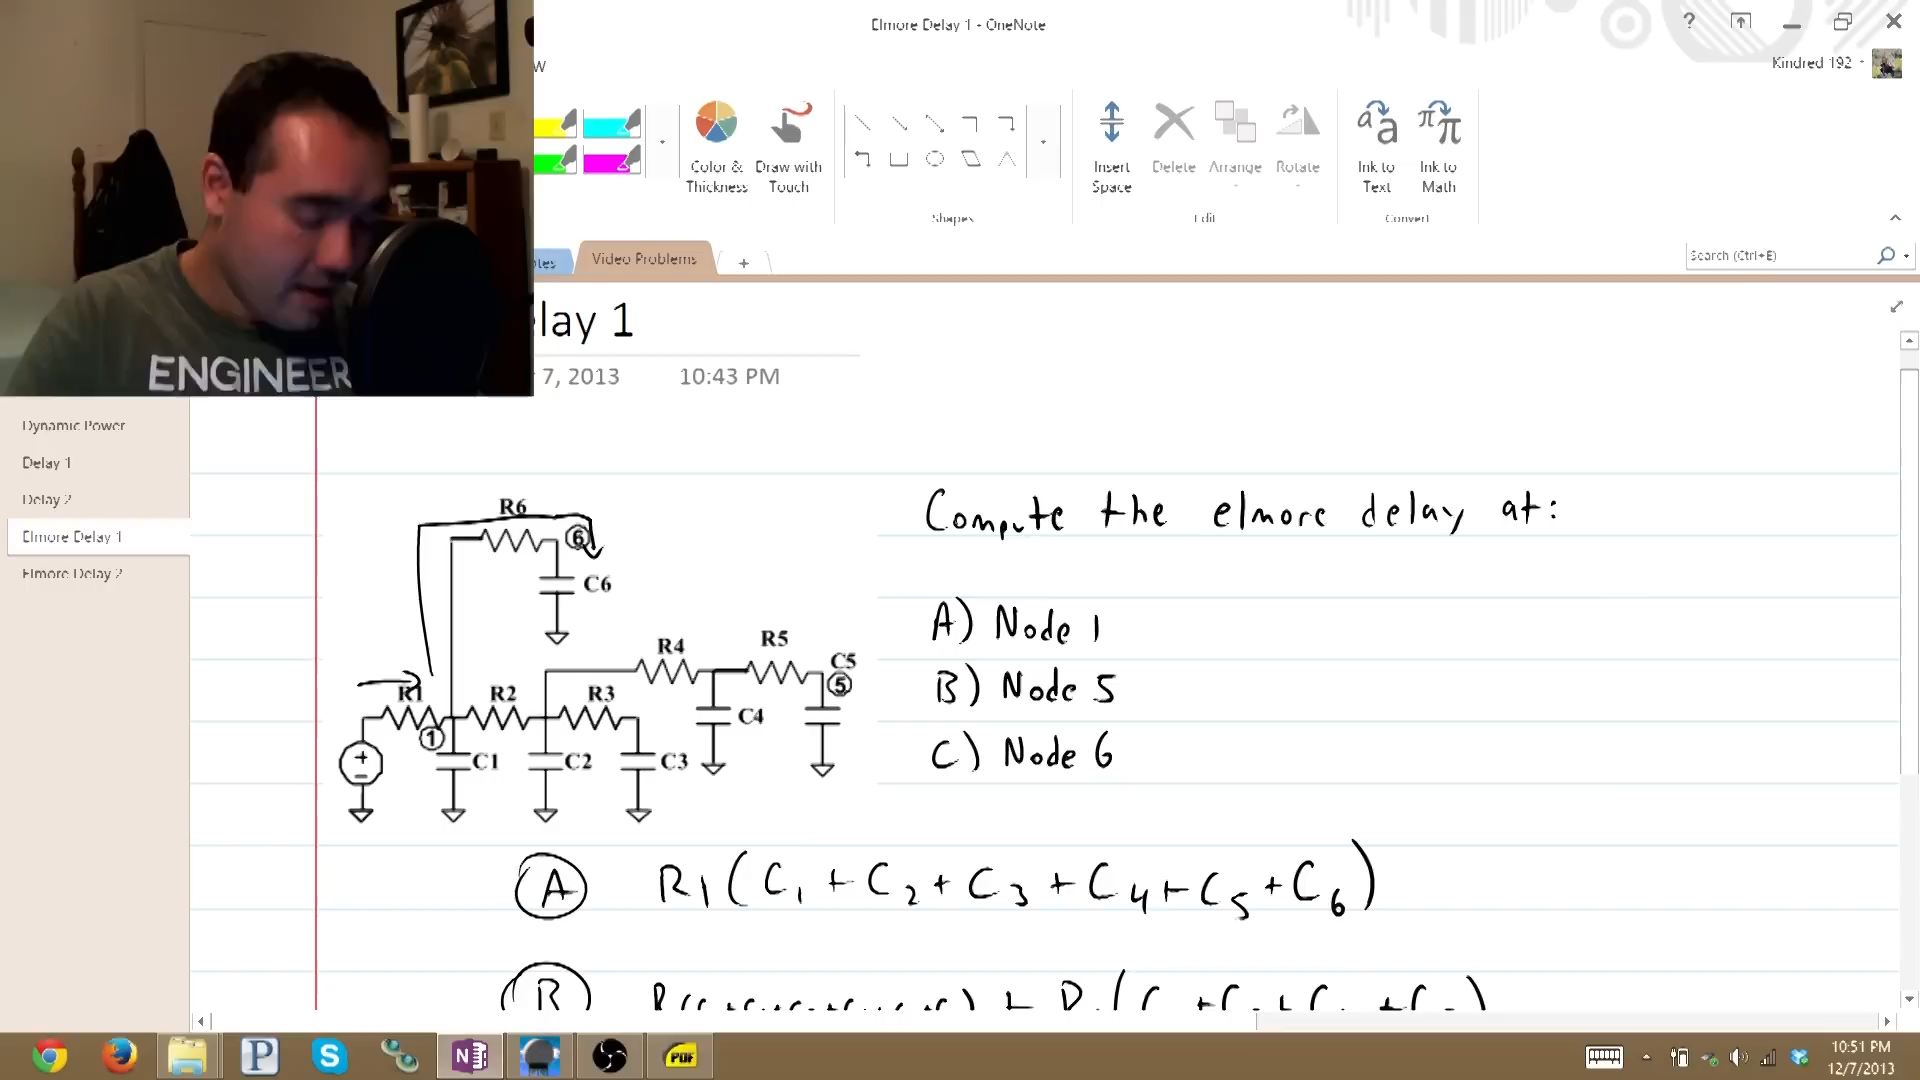 Elmore Delay 1 - OneNote
Kindred 192
W
Color & Thickness
Draw with Touch
Insert Space
Delete
Arrange
Rotate
Ink to Text
Ink to Math
Shapes
Edit
Convert
Video Problems
+
Search (Ctrl+E)
ENGINEER
lay 1
7, 2013
10:43 PM
Dynamic Power
Delay 1
Delay 2
Elmore Delay 1
Elmore Delay 2
R6
6
C6
R4
R5
C5
5
R1
R2
R3
C4
1
+
−
C1
C2
C3
Compute the elmore delay at:
A) Node 1
B) Node 5
C) Node 6
A R1(C1 + C2 + C3 + C4 + C5 + C6)
B
PDF
10:51 PM
12/7/2013